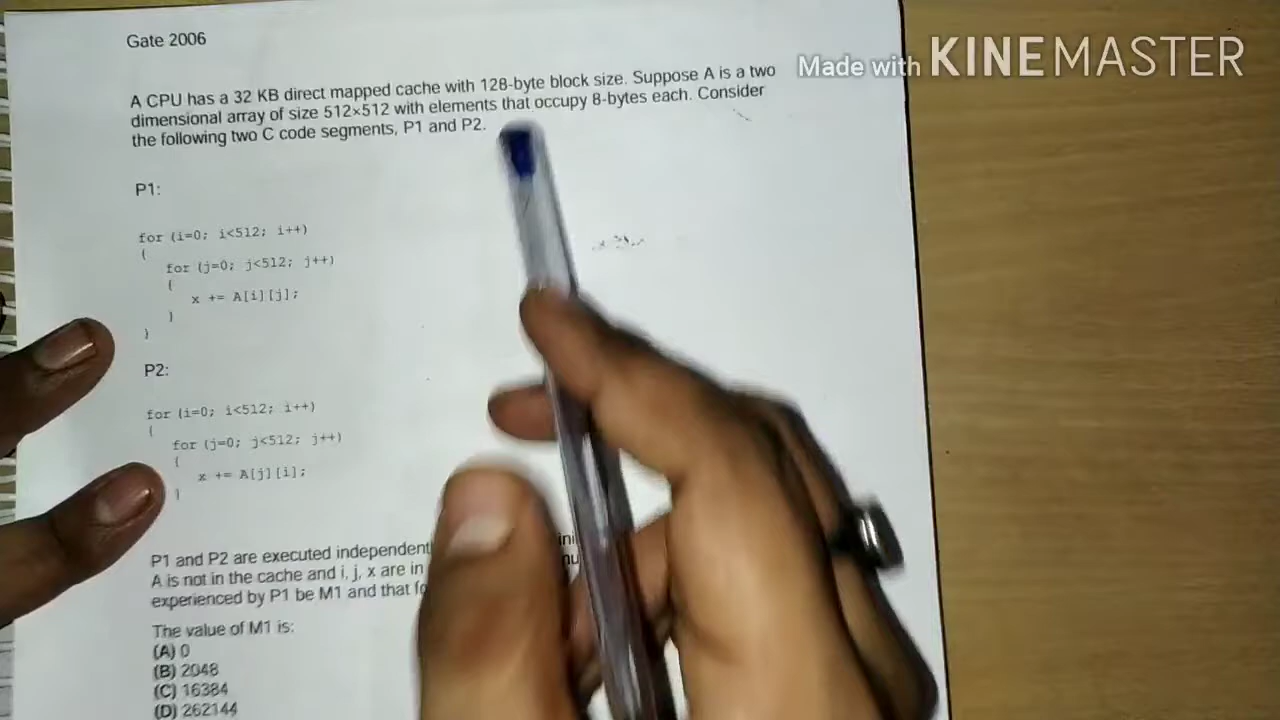 Gate 2006
Made with KINEMASTER
A CPU has a 32 KB direct mapped cache with 128-byte block size. Suppose A is a two
dimensional array of size 512×512 with elements that occupy 8-bytes each. Consider
the following two C code segments, P1 and P2.
P1:
for (i=0; i<512; i++)
{
for (j=0; j<512; j++)
{
x += A[i][j];
}
}
P2:
for (i=0; i<512; i++)
{
for (j=0; j<512; j++)
{
x += A[j][i];
}
P1 and P2 are executed
A is not in the cache and i, j, x are in
experienced by P1 be M1 and that
The value of M1 is:
(A) 0
(B) 2048
(C) 16384
(D) 262144